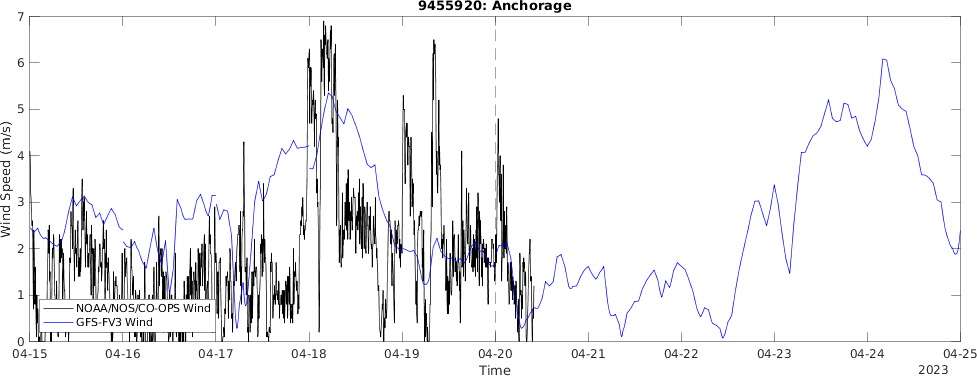 9455920: Anchorage
7
6
5
4
3
2
1
0
Wind Speed (m/s)
NOAA/NOS/CO-OPS Wind
GFS-FV3 Wind
04-15 04-16 04-17 04-18 04-19 04-20 04-21 04-22 04-23 04-24 04-25
Time
2023